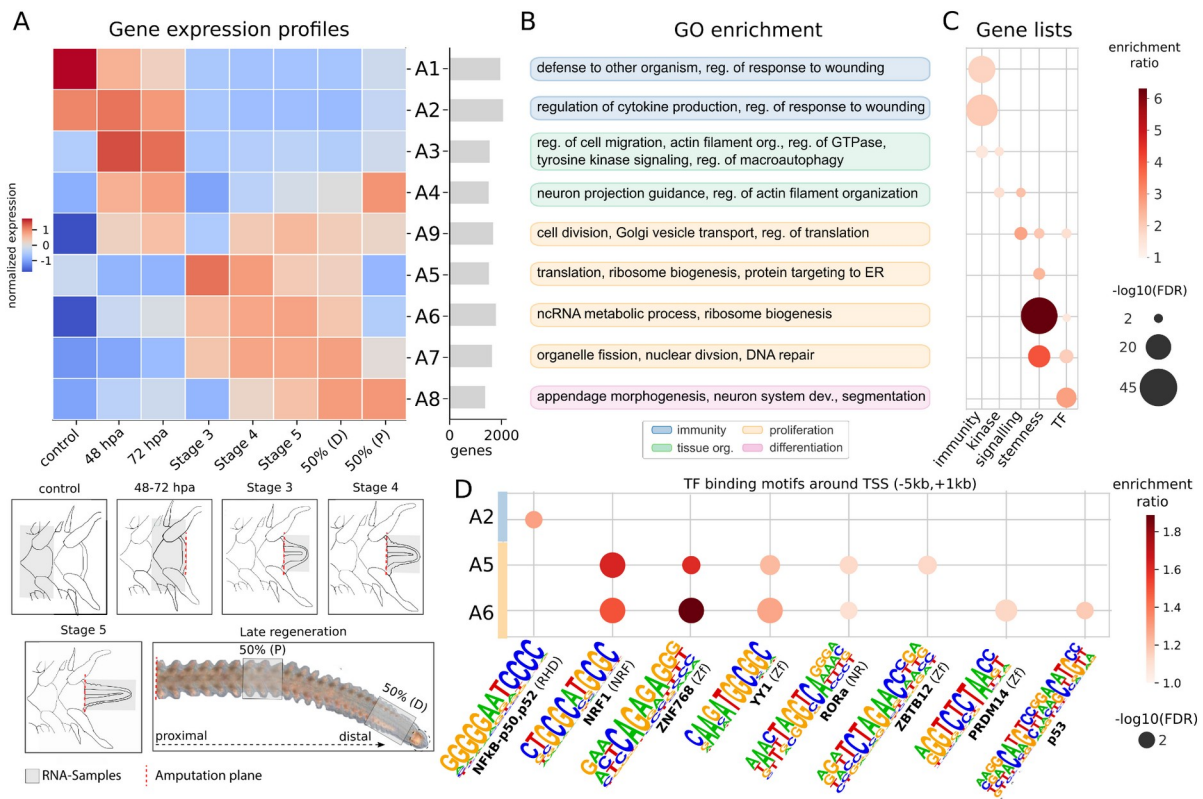 A
Gene expression profiles
normalized expression
1
0
-1
A1
A2
A3
A4
A9
A5
A6
A7
A8
control
48 hpa
72 hpa
Stage 3
Stage 4
Stage 5
50% (D)
50% (P)
0
2000
genes
B
GO enrichment
defense to other organism, reg. of response to wounding
regulation of cytokine production, reg. of response to wounding
reg. of cell migration, actin filament org., reg. of GTPase,
tyrosine kinase signaling, reg. of macroautophagy
neuron projection guidance, reg. of actin filament organization
cell division, Golgi vesicle transport, reg. of translation
translation, ribosome biogenesis, protein targeting to ER
ncRNA metabolic process, ribosome biogenesis
organelle fission, nuclear divsion, DNA repair
appendage morphogenesis, neuron system dev., segmentation
immunity
proliferation
tissue org.
differentiation
C
Gene lists
immunity
kinase
signalling
stemness
TF
enrichment
ratio
6
5
4
3
2
1
-log10(FDR)
2
20
45
control
48-72 hpa
Stage 3
Stage 4
Stage 5
Late regeneration
50% (P)
50% (D)
proximal
distal
RNA-Samples
Amputation plane
D
TF binding motifs around TSS (-5kb,+1kb)
A2
A5
A6
GGGGAATCCCC
NFkB-p50,p52 (RHD)
CTGCGCATGCGC
NRF1 (NRF)
ZNF768 (Zf)
CAAGATGGCGGC
YY1 (Zf)
RORa (NR)
ZBTB12 (Zf)
AGGTCTCTAACC
PRDM14 (Zf)
p53
enrichment
ratio
1.8
1.6
1.4
1.2
1.0
-log10(FDR)
2